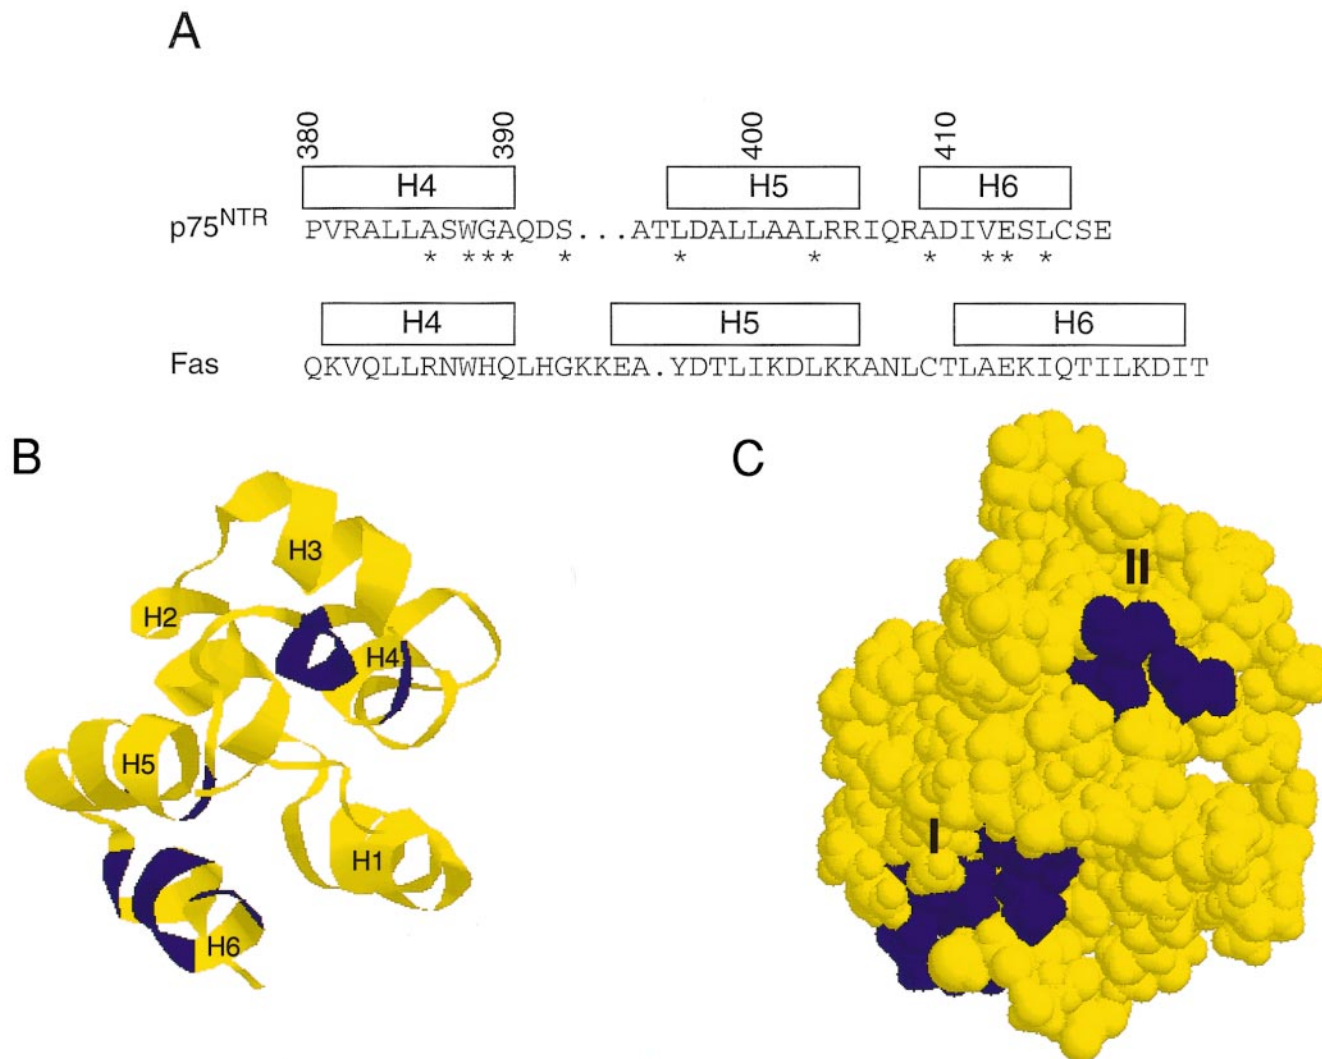 A
380 390 400 410
H4 H5 H6
p75NTR PVRALLASWGAQDS...ATLDALLAALRRIQRADIVESLCSE
* * * * * * * * * * *
H4 H5 H6
Fas QKVQLLRNWHQLHGKKEA.YDTLIKDLKKANLCTLAEKIQTILKDIT
B
H3
H2
H4
H5
H1
H6
C
II
I